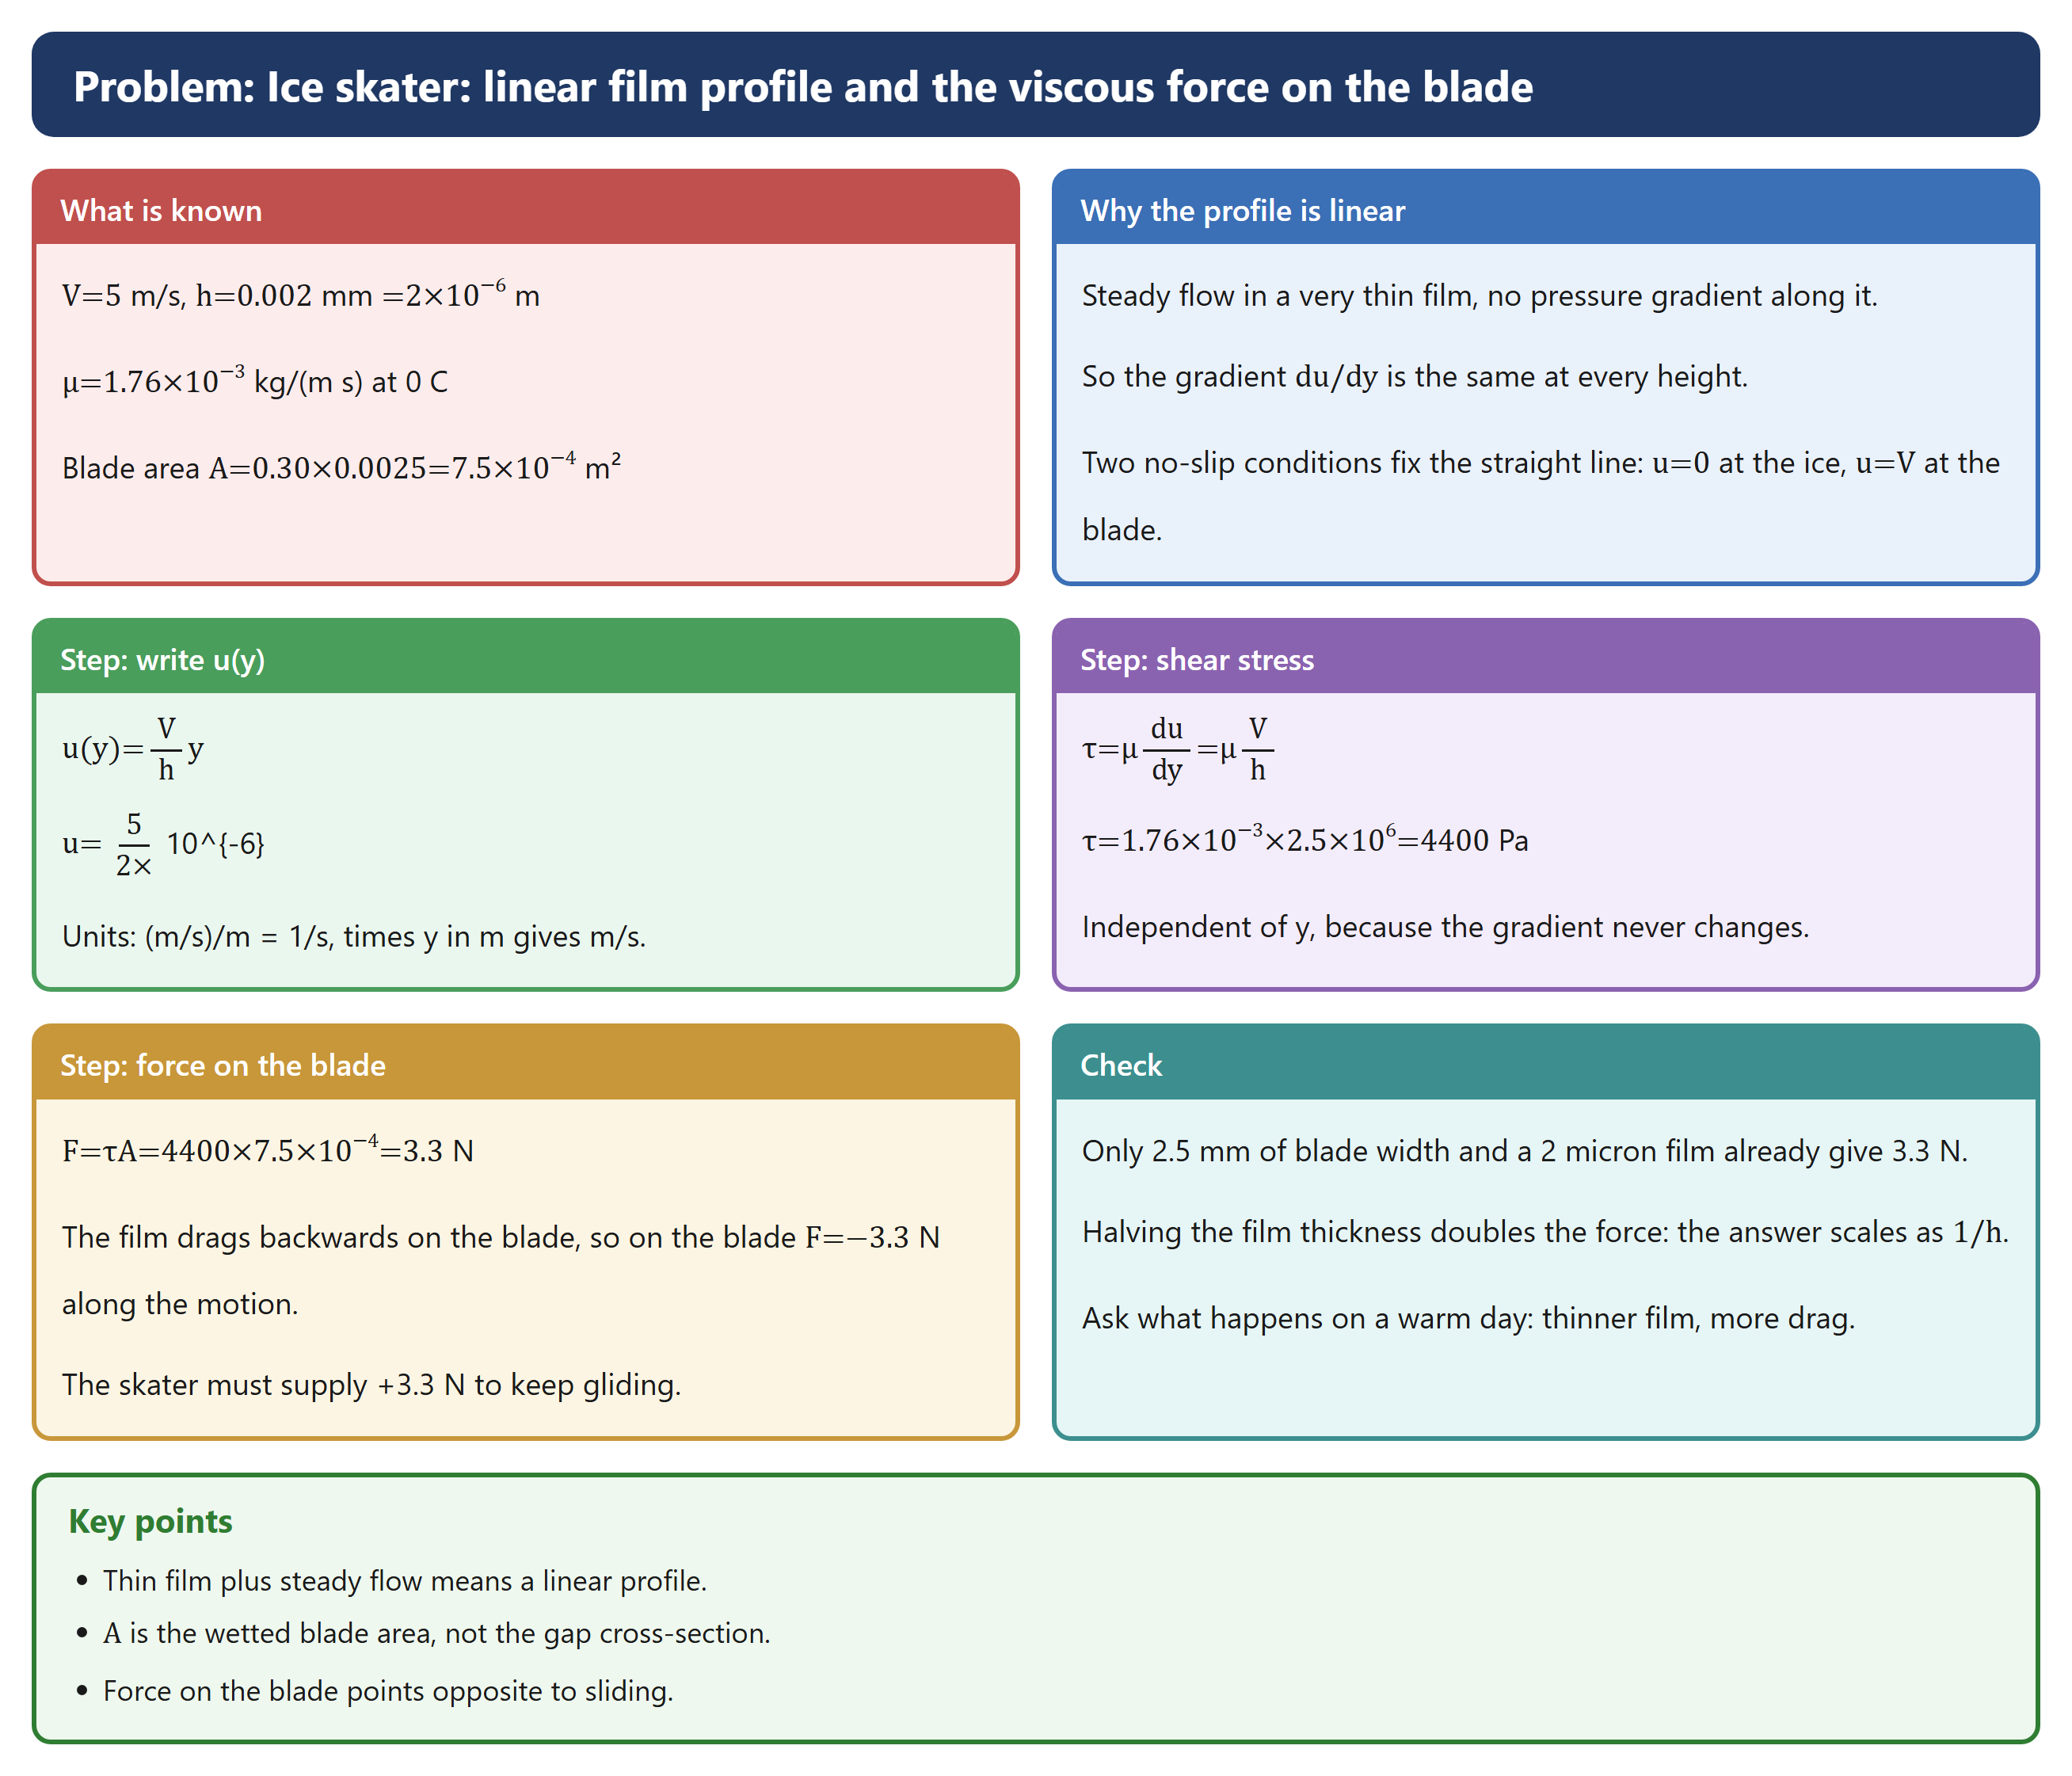 Problem: Ice skater: linear film profile and the viscous force on the blade
What is known
V=5 m/s, h=0.002 mm =2×10⁻⁶ m
μ=1.76×10⁻³ kg/(m s) at 0 C
Blade area A=0.30×0.0025=7.5×10⁻⁴ m²
Why the profile is linear
Steady flow in a very thin film, no pressure gradient along it.
So the gradient du/dy is the same at every height.
Two no-slip conditions fix the straight line: u=0 at the ice, u=V at the
blade.
Step: write u(y)
u(y)=\frac{V}{h}y
u= \frac{5}{2×} 10^{-6}
Units: (m/s)/m = 1/s, times y in m gives m/s.
Step: shear stress
τ=μ\frac{du}{dy}=μ\frac{V}{h}
τ=1.76×10⁻³×2.5×10⁶=4400 Pa
Independent of y, because the gradient never changes.
Step: force on the blade
F=τA=4400×7.5×10⁻⁴=3.3 N
The film drags backwards on the blade, so on the blade F=−3.3 N
along the motion.
The skater must supply +3.3 N to keep gliding.
Check
Only 2.5 mm of blade width and a 2 micron film already give 3.3 N.
Halving the film thickness doubles the force: the answer scales as 1/h.
Ask what happens on a warm day: thinner film, more drag.
Key points
• Thin film plus steady flow means a linear profile.
• A is the wetted blade area, not the gap cross-section.
• Force on the blade points opposite to sliding.